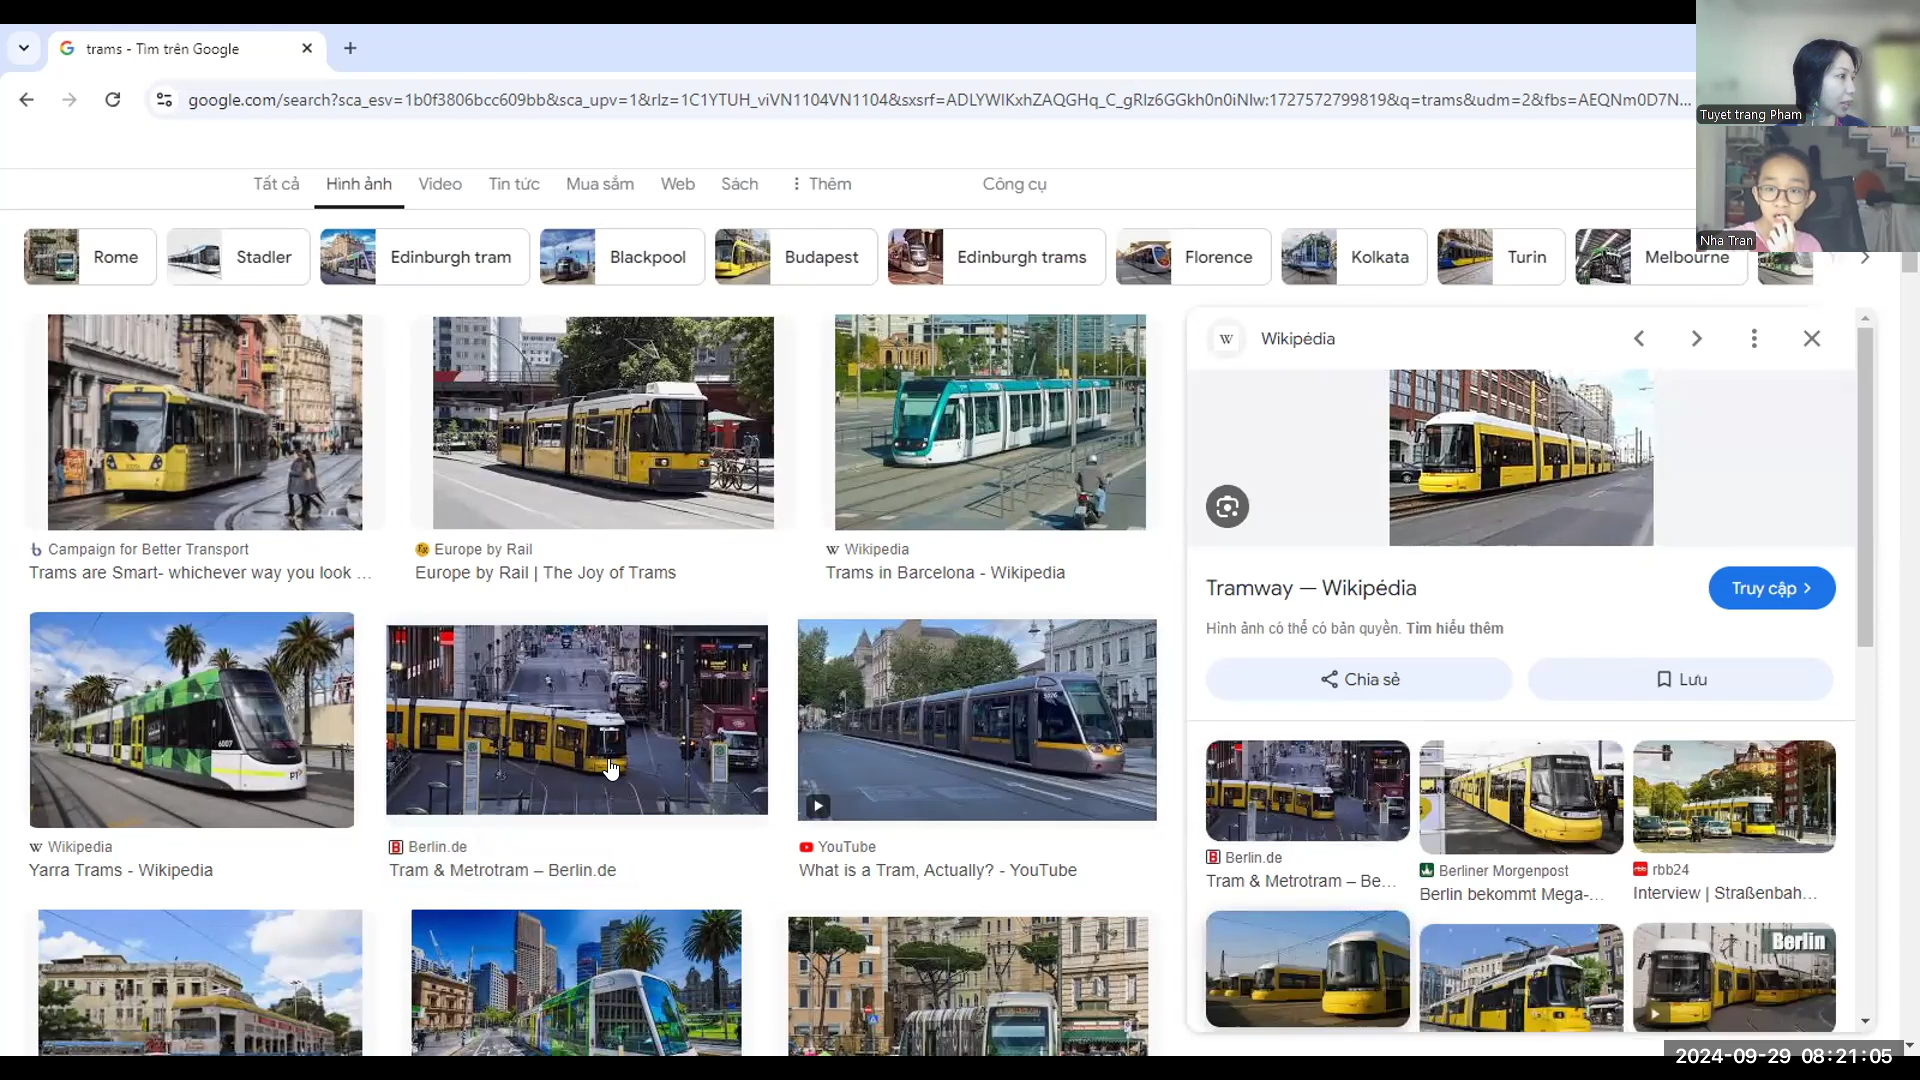 trams - Tìm trên Google
google.com/search?sca_esv=1b0f3806bcc609bb&sca_upv=1&rlz=1C1YTUH_viVN1104VN1104&sxsrf=ADLYWIKxhZAQGHq_C_gRlz6GGkh0n0iNlw:1727572799819&q=trams&udm=2&fbs=AEQNm0D7N...
Tuyet trang Pham
Nha Tran
Tất cả Hình ảnh Video Tin tức Mua sắm Web Sách Thêm Công cụ
Rome Stadler Edinburgh tram Blackpool Budapest Edinburgh trams Florence Kolkata Turin Melbourne
Campaign for Better Transport
Trams are Smart- whichever way you look ...
Europe by Rail
Europe by Rail | The Joy of Trams
Wikipedia
Trams in Barcelona - Wikipedia
Wikipedia
Yarra Trams - Wikipedia
Berlin.de
Tram & Metrotram – Berlin.de
YouTube
What is a Tram, Actually? - YouTube
Wikipédia
Tramway — Wikipédia
Truy cập
Hình ảnh có thể có bản quyền. Tìm hiểu thêm
Chia sẻ
Lưu
Berlin.de
Tram & Metrotram – Be...
Berliner Morgenpost
Berlin bekommt Mega-...
rbb24
Interview | Straßenbah...
Berlin
2024-09-29 08:21:05